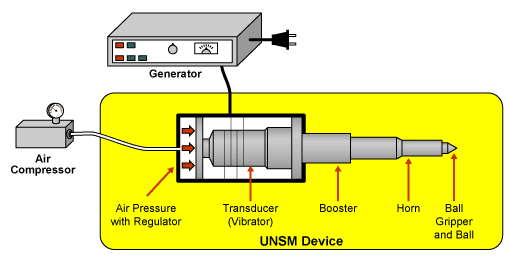 Generator
Air
Compressor
Air Pressure
with Regulator
Transducer
(Vibrator)
Booster
Horn
Ball
Gripper
and Ball
UNSM Device